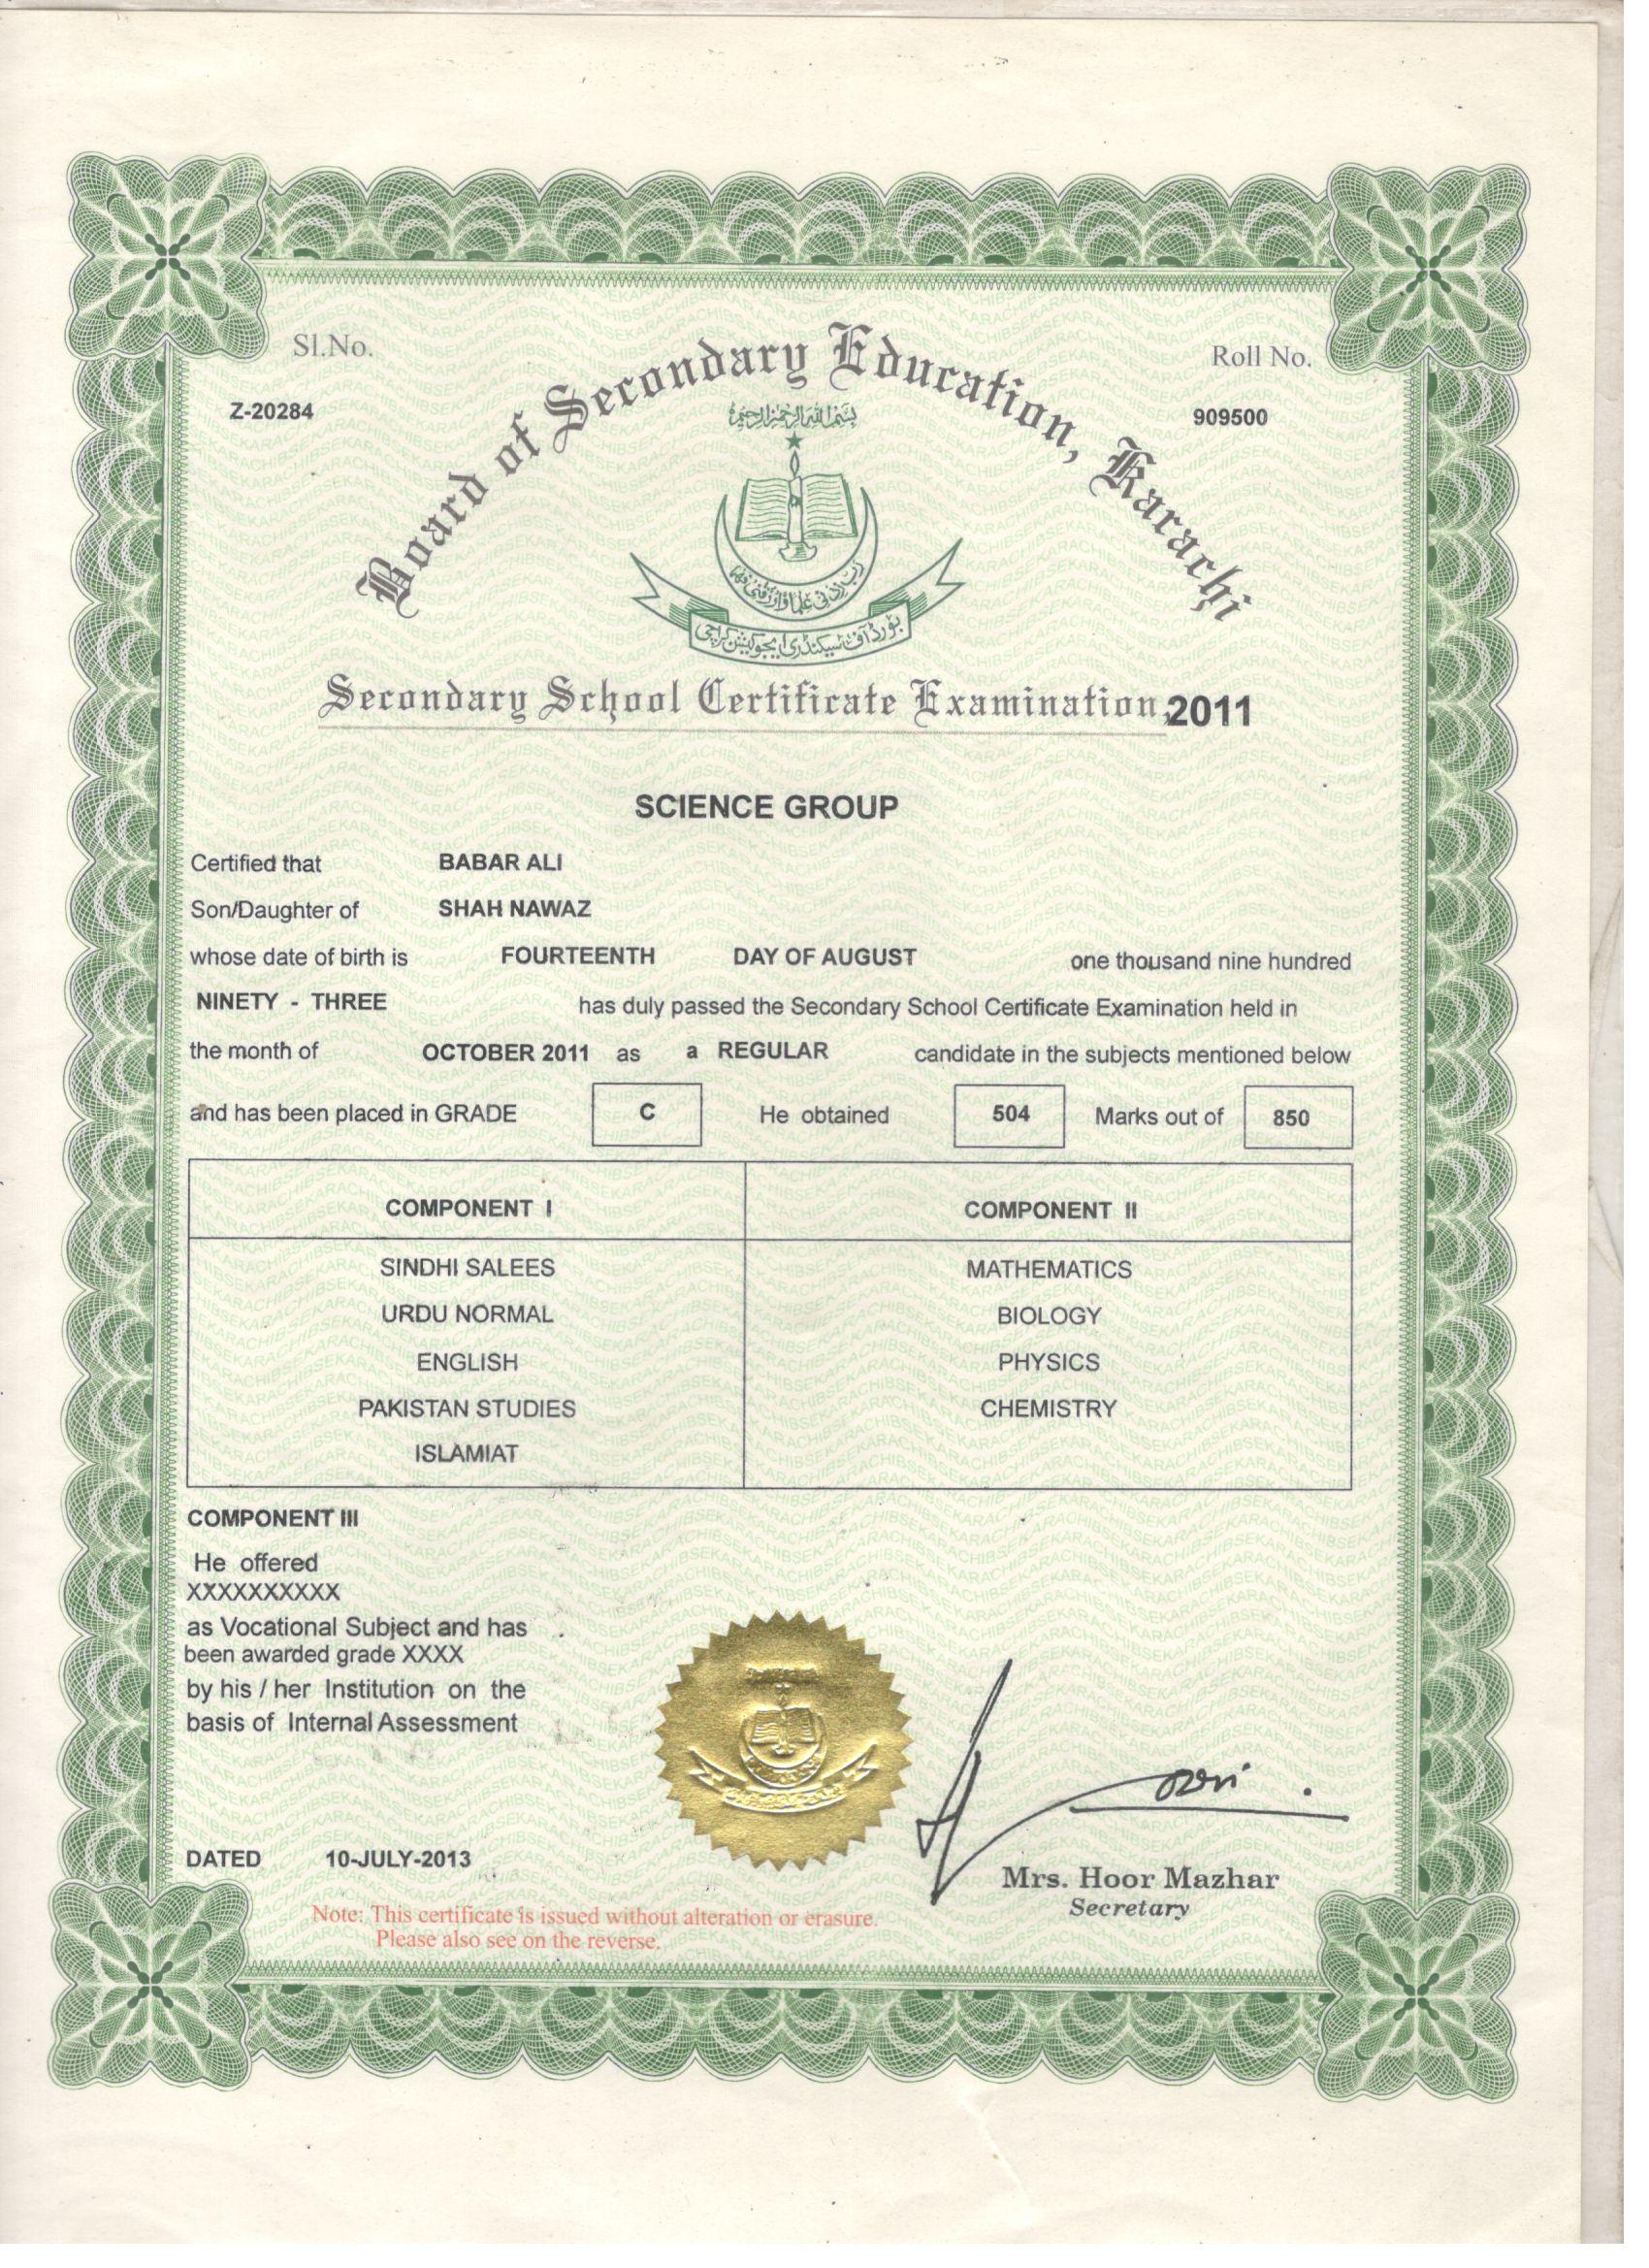 Sl.No.
Roll No.
Z-20284
909500
Board of Secondary Education, Karachi
بسم اللہ الرحمن الرحیم
رب زدنی علما وارزقنی فهما
بورڈ آف سیکنڈری ایجوکیشن کراچی
Secondary School Certificate Examination, 2011
SCIENCE GROUP
Certified that BABAR ALI
Son/Daughter of SHAH NAWAZ
whose date of birth is FOURTEENTH DAY OF AUGUST one thousand nine hundred
NINETY - THREE has duly passed the Secondary School Certificate Examination held in
the month of OCTOBER 2011 as a REGULAR candidate in the subjects mentioned below
and has been placed in GRADE C He obtained 504 Marks out of 850
COMPONENT I COMPONENT II
SINDHI SALEES MATHEMATICS
URDU NORMAL BIOLOGY
ENGLISH PHYSICS
PAKISTAN STUDIES CHEMISTRY
ISLAMIAT
COMPONENT III
He offered
XXXXXXXXXX
as Vocational Subject and has
been awarded grade XXXX
by his / her Institution on the
basis of Internal Assessment
DATED 10-JULY-2013
Mrs. Hoor Mazhar
Secretary
Note: This certificate is issued without alteration or erasure.
Please also see on the reverse.